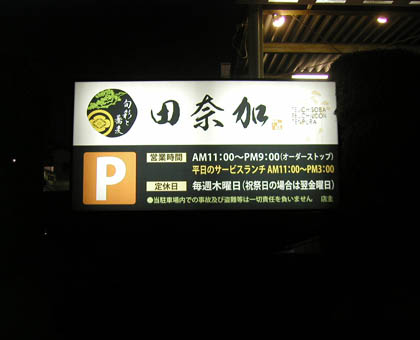 旬彩と
蕎麦
田奈加
P
営業時間 AM11:00～PM9:00(オーダーストップ)
平日のサービスランチ AM11:00～PM3:00
定休日 毎週木曜日(祝祭日の場合は翌金曜日)
●当駐車場内での事故及び盗難等は一切責任を負いません 店主